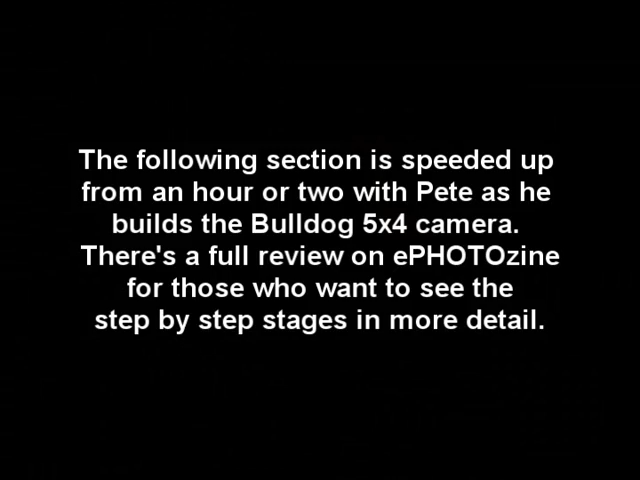 The following section is speeded up
from an hour or two with Pete as he
builds the Bulldog 5x4 camera.
There's a full review on ePHOTOzine
for those who want to see the
step by step stages in more detail.